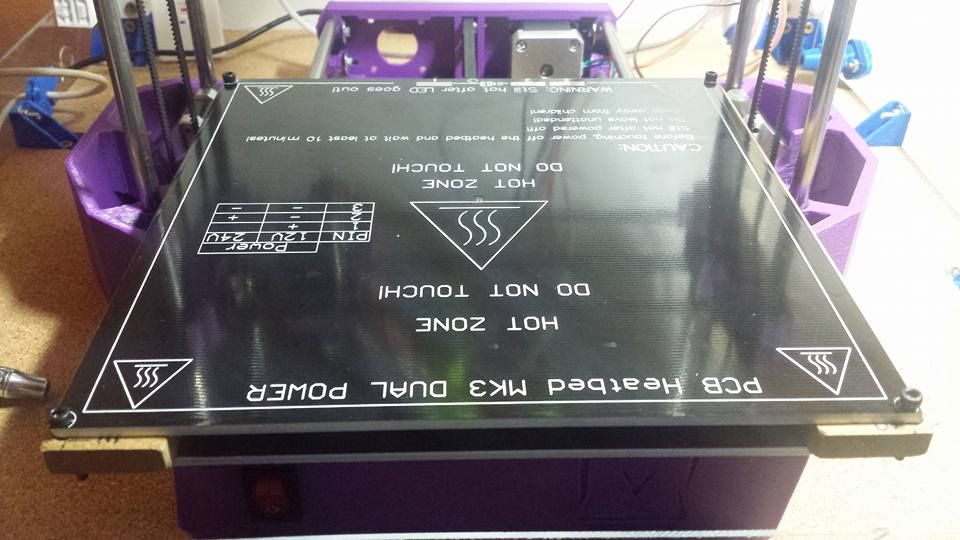 PCB Heatbed MK3 DUAL POWER
HOT ZONE
DO NOT TOUCH!
Power
PIN 12V 24V
1 +
2 - +
3 - -
HOT ZONE
DO NOT TOUCH!
CAUTION:
Before touching, power off the heatbed and wait at least 10 minutes!
Still hot after powered off!
Do not leave unattended!
Keep away from children!
WARNING: Still hot after LED goes out!